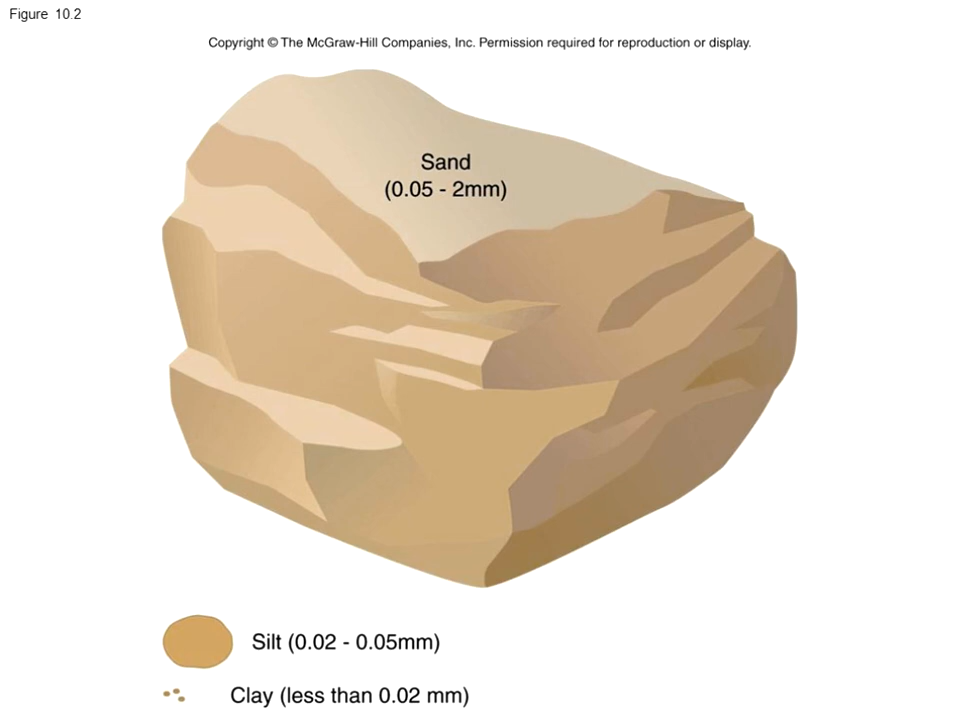 Figure 10.2
Copyright © The McGraw-Hill Companies, Inc. Permission required for reproduction or display.
Sand
(0.05 - 2mm)
Silt (0.02 - 0.05mm)
Clay (less than 0.02 mm)